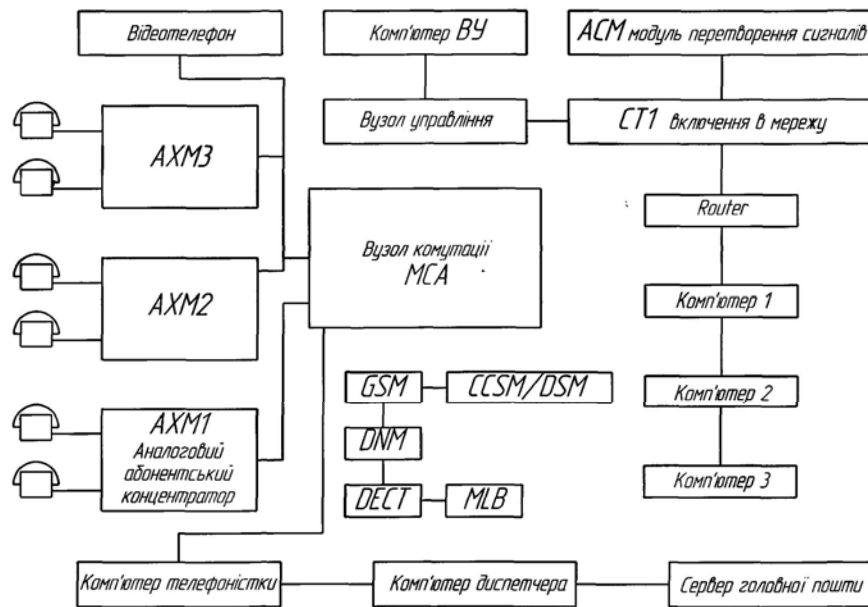 Відеотелефон
Комп'ютер ВУ
АСМ модуль перетворення сигналів
Вузол управління
СТ1 включення в мережу
АХМ3
Router
Вузол комутації
МСА
АХМ2
Комп'ютер 1
GSM
CCSM/DSM
Комп'ютер 2
АХМ1
Аналоговий
абонентський
концентратор
DNM
DECT
MLB
Комп'ютер 3
Комп'ютер телефоністки
Комп'ютер диспетчера
Сервер головної пошти